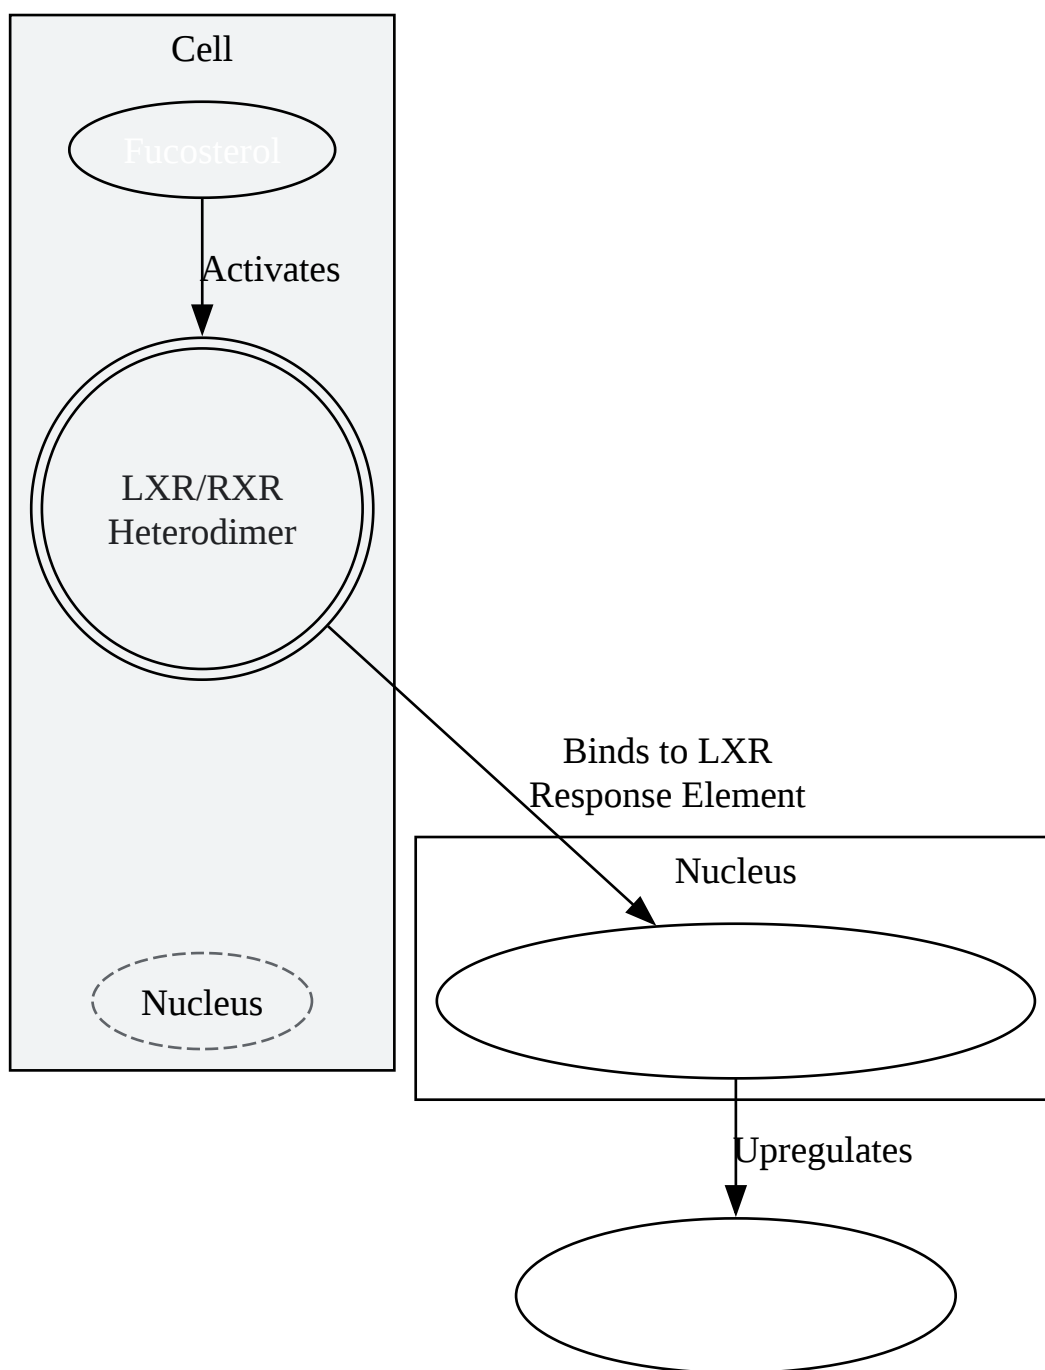 Cell
Fucosterol
Activates
LXR/RXR
Heterodimer
Binds to LXR
Response Element
Nucleus
Nucleus
Upregulates